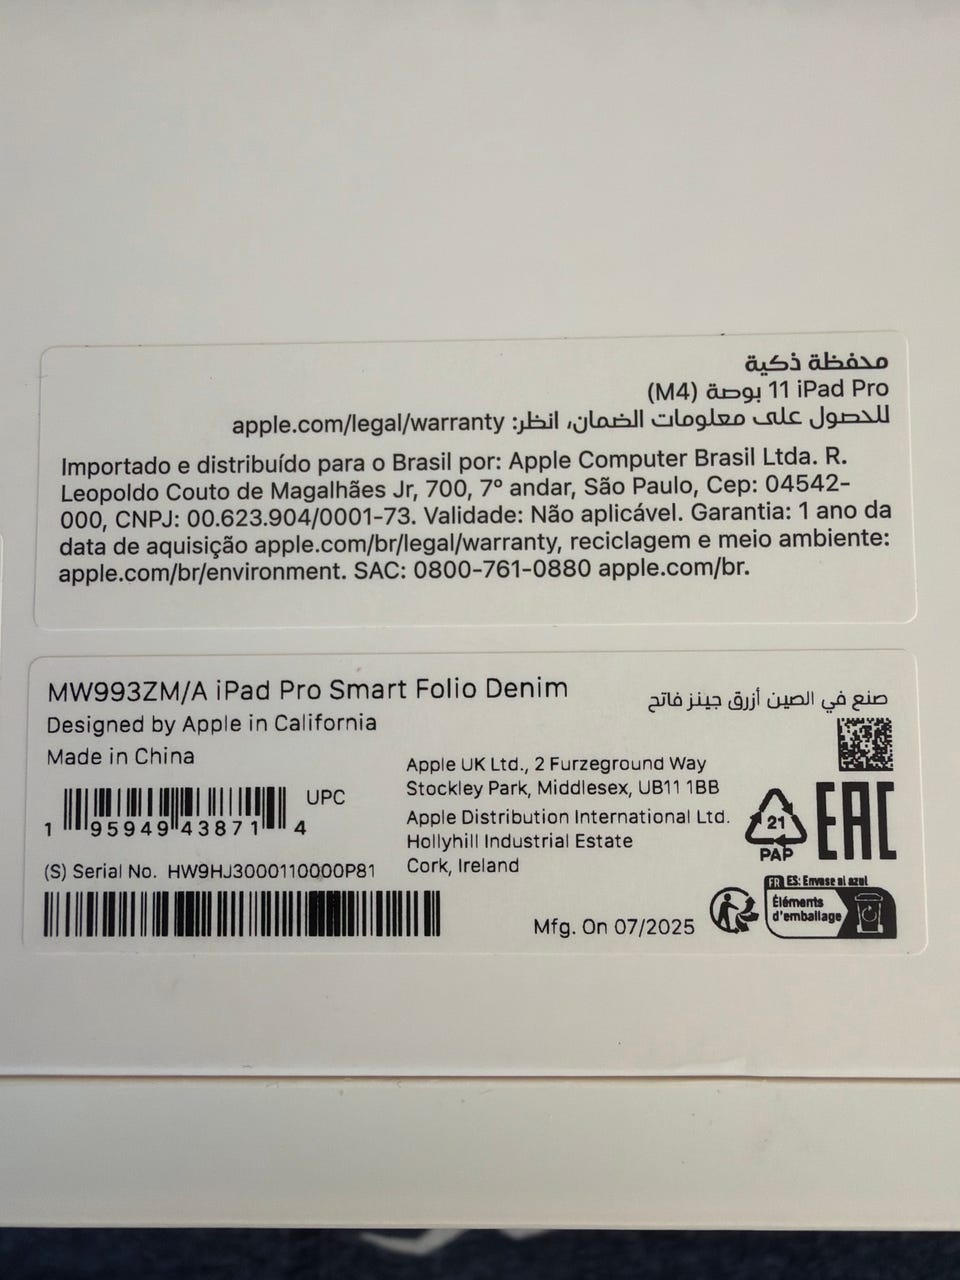 محفظة ذكية
iPad Pro 11 بوصة (M4)
للحصول على معلومات الضمان، انظر: apple.com/legal/warranty
Importado e distribuído para o Brasil por: Apple Computer Brasil Ltda. R.
Leopoldo Couto de Magalhães Jr, 700, 7º andar, São Paulo, Cep: 04542-
000, CNPJ: 00.623.904/0001-73. Validade: Não aplicável. Garantia: 1 ano da
data de aquisição apple.com/br/legal/warranty, reciclagem e meio ambiente:
apple.com/br/environment. SAC: 0800-761-0880 apple.com/br.
MW993ZM/A iPad Pro Smart Folio Denim
صنع في الصين أزرق جينز فاتح
Designed by Apple in California
Made in China
UPC
1 95949 43871 4
(S) Serial No. HW9HJ3000110000P81
Apple UK Ltd., 2 Furzeground Way
Stockley Park, Middlesex, UB11 1BB
Apple Distribution International Ltd.
Hollyhill Industrial Estate
Cork, Ireland
Mfg. On 07/2025
21
PAP
EAC
FR ES: Envase al azul
Éléments
d'emballage